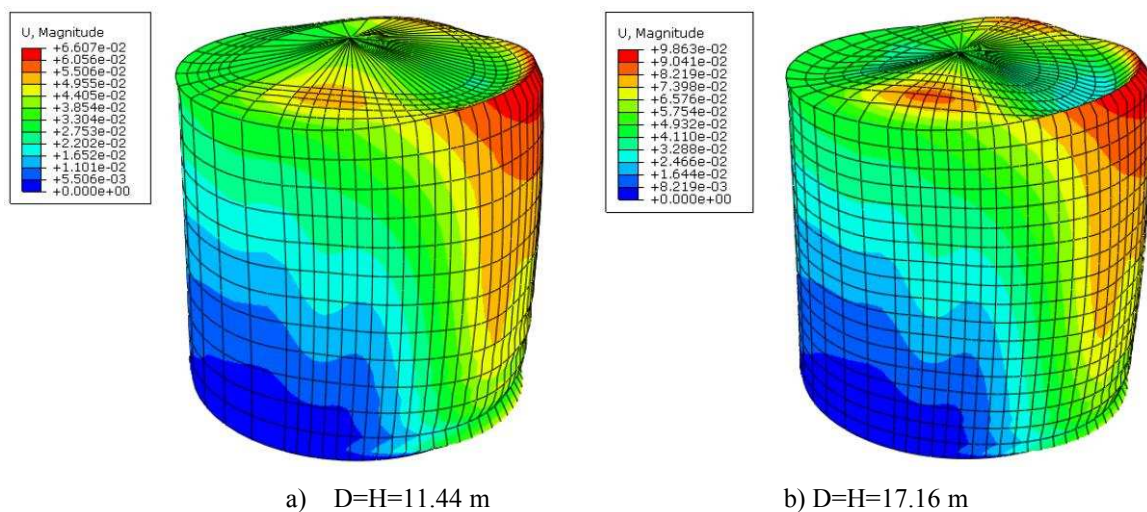 U, Magnitude
+6.607e-02
+6.056e-02
+5.506e-02
+4.955e-02
+4.405e-02
+3.854e-02
+3.304e-02
+2.753e-02
+2.202e-02
+1.652e-02
+1.101e-02
+5.506e-03
+0.000e+00
U, Magnitude
+9.863e-02
+9.041e-02
+8.219e-02
+7.398e-02
+6.576e-02
+5.754e-02
+4.932e-02
+4.110e-02
+3.288e-02
+2.466e-02
+1.644e-02
+8.219e-03
+0.000e+00
a) D=H=11.44 m
b) D=H=17.16 m